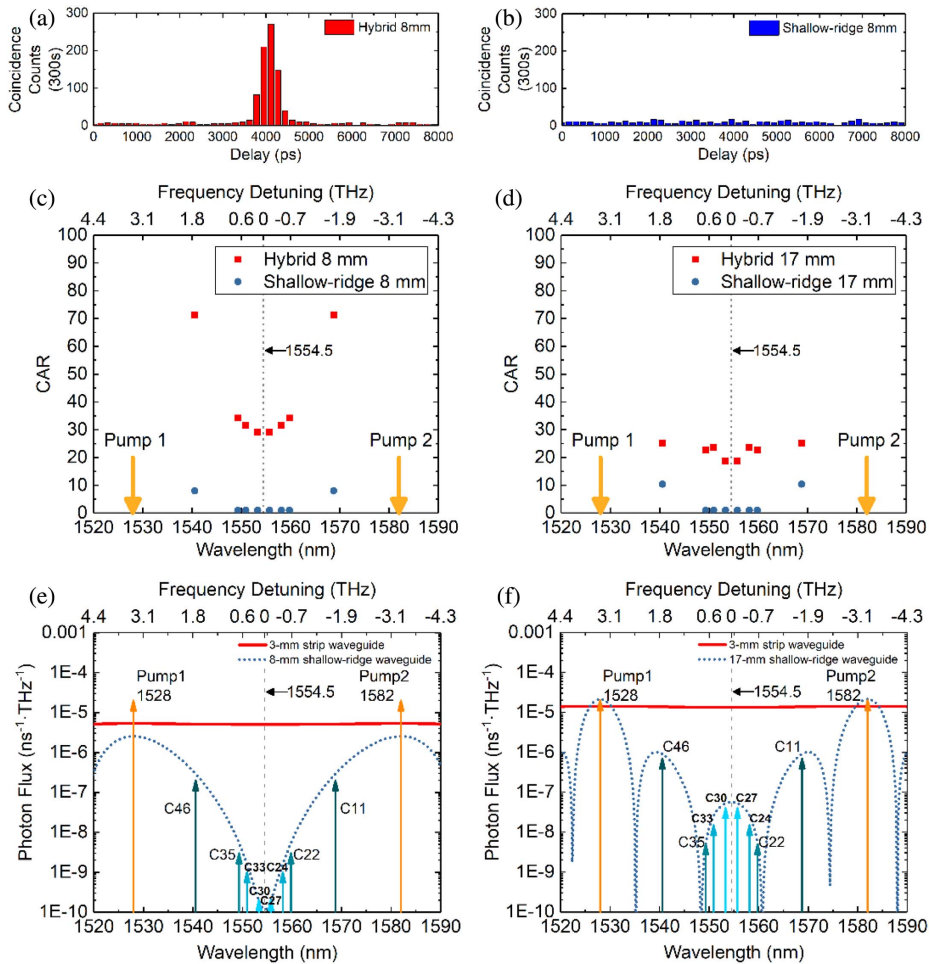 (a)
300
200
100
0
Coincidence
Counts
(300s)
Hybrid 8mm
0 1000 2000 3000 4000 5000 6000 7000 8000
Delay (ps)
(b)
300
200
100
0
Coincidence
Counts
(300s)
Shallow-ridge 8mm
0 1000 2000 3000 4000 5000 6000 7000 8000
Delay (ps)
(c)
Frequency Detuning (THz)
4.4 3.1 1.8 0.6 0 -0.7 -1.9 -3.1 -4.3
100
90
80
70
60
50
40
30
20
10
0
CAR
Hybrid 8 mm
Shallow-ridge 8 mm
1554.5
Pump 1
Pump 2
1520 1530 1540 1550 1560 1570 1580 1590
Wavelength (nm)
(d)
Frequency Detuning (THz)
4.4 3.1 1.8 0.6 0 -0.7 -1.9 -3.1 -4.3
100
90
80
70
60
50
40
30
20
10
0
CAR
Hybrid 17 mm
Shallow-ridge 17 mm
1554.5
Pump 1
Pump 2
1520 1530 1540 1550 1560 1570 1580 1590
Wavelength (nm)
(e)
Frequency Detuning (THz)
4.4 3.1 1.8 0.6 0 -0.7 -1.9 -3.1 -4.3
0.001
1E-4
1E-5
1E-6
1E-7
1E-8
1E-9
1E-10
Photon Flux (ns⁻¹·THz⁻¹)
3-mm strip waveguide
8-mm shallow-ridge waveguide
Pump1
1528
1554.5
Pump2
1582
C46
C11
C35
C33
C24
C22
C30
C27
1520 1530 1540 1550 1560 1570 1580 1590
Wavelength (nm)
(f)
Frequency Detuning (THz)
4.4 3.1 1.8 0.6 0 -0.7 -1.9 -3.1 -4.3
0.001
1E-4
1E-5
1E-6
1E-7
1E-8
1E-9
1E-10
Photon Flux (ns⁻¹·THz⁻¹)
3-mm strip waveguide
17-mm shallow-ridge waveguide
Pump1
1528
1554.5
Pump2
1582
C46
C11
C30
C27
C33
C24
C35
C22
1520 1530 1540 1550 1560 1570 1580 1590
Wavelength (nm)